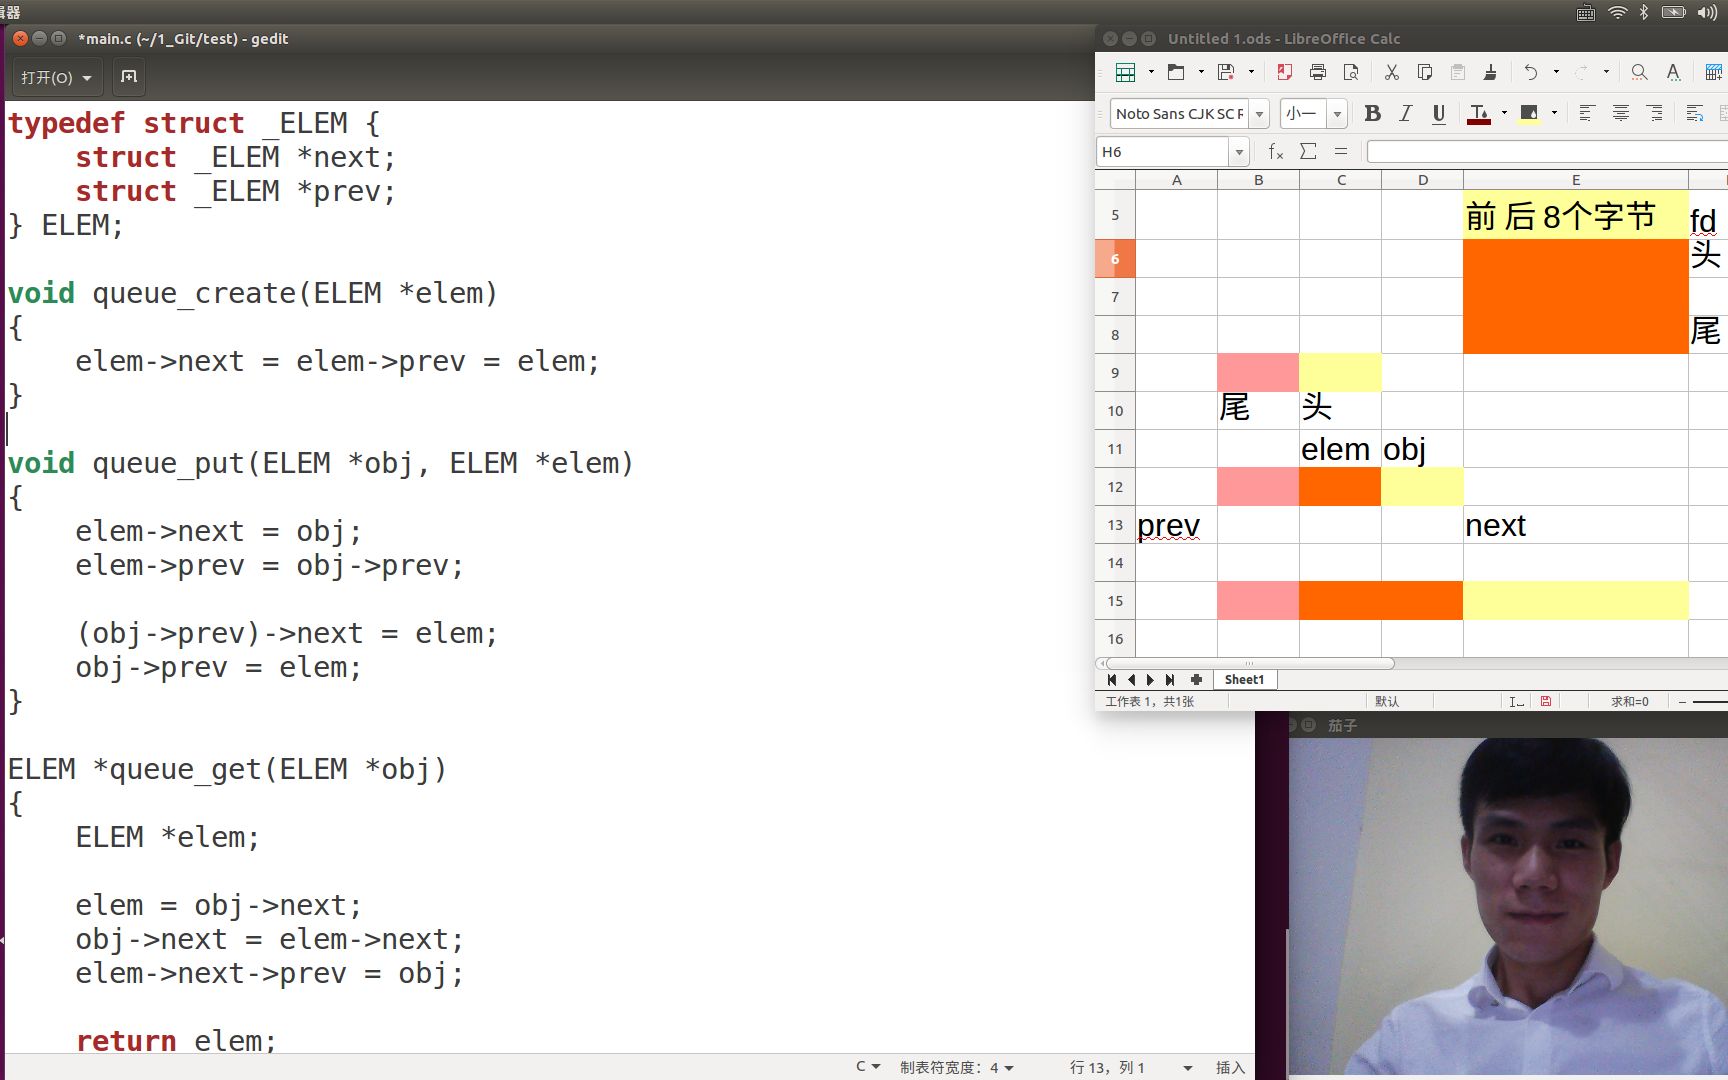 辑器
*main.c (~/1_Git/test) - gedit
打开(O)
typedef struct _ELEM {
    struct _ELEM *next;
    struct _ELEM *prev;
} ELEM;
void queue_create(ELEM *elem)
{
    elem->next = elem->prev = elem;
}
void queue_put(ELEM *obj, ELEM *elem)
{
    elem->next = obj;
    elem->prev = obj->prev;
    (obj->prev)->next = elem;
    obj->prev = elem;
}
ELEM *queue_get(ELEM *obj)
{
    ELEM *elem;
    elem = obj->next;
    obj->next = elem->next;
    elem->next->prev = obj;
    return elem;
C
制表符宽度：4
行 13，列 1
插入
Untitled 1.ods - LibreOffice Calc
Noto Sans CJK SC R
小一
B I U
H6
A B C D E
5 前 后 8个字节 fd
6 头
7
8 尾
9
10 尾 头
11 elem obj
12
13 prev next
14
15
16
Sheet1
工作表 1，共1张 默认 求和=0
茄子